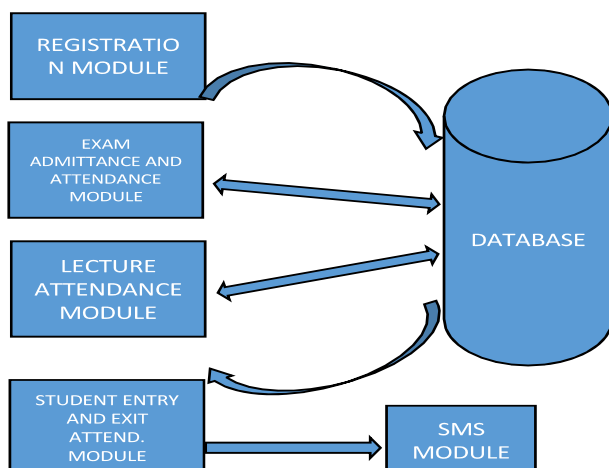 REGISTRATIO
N MODULE
EXAM
ADMITTANCE AND
ATTENDANCE
MODULE
LECTURE
ATTENDANCE
MODULE
STUDENT ENTRY
AND EXIT
ATTEND.
MODULE
DATABASE
SMS
MODULE